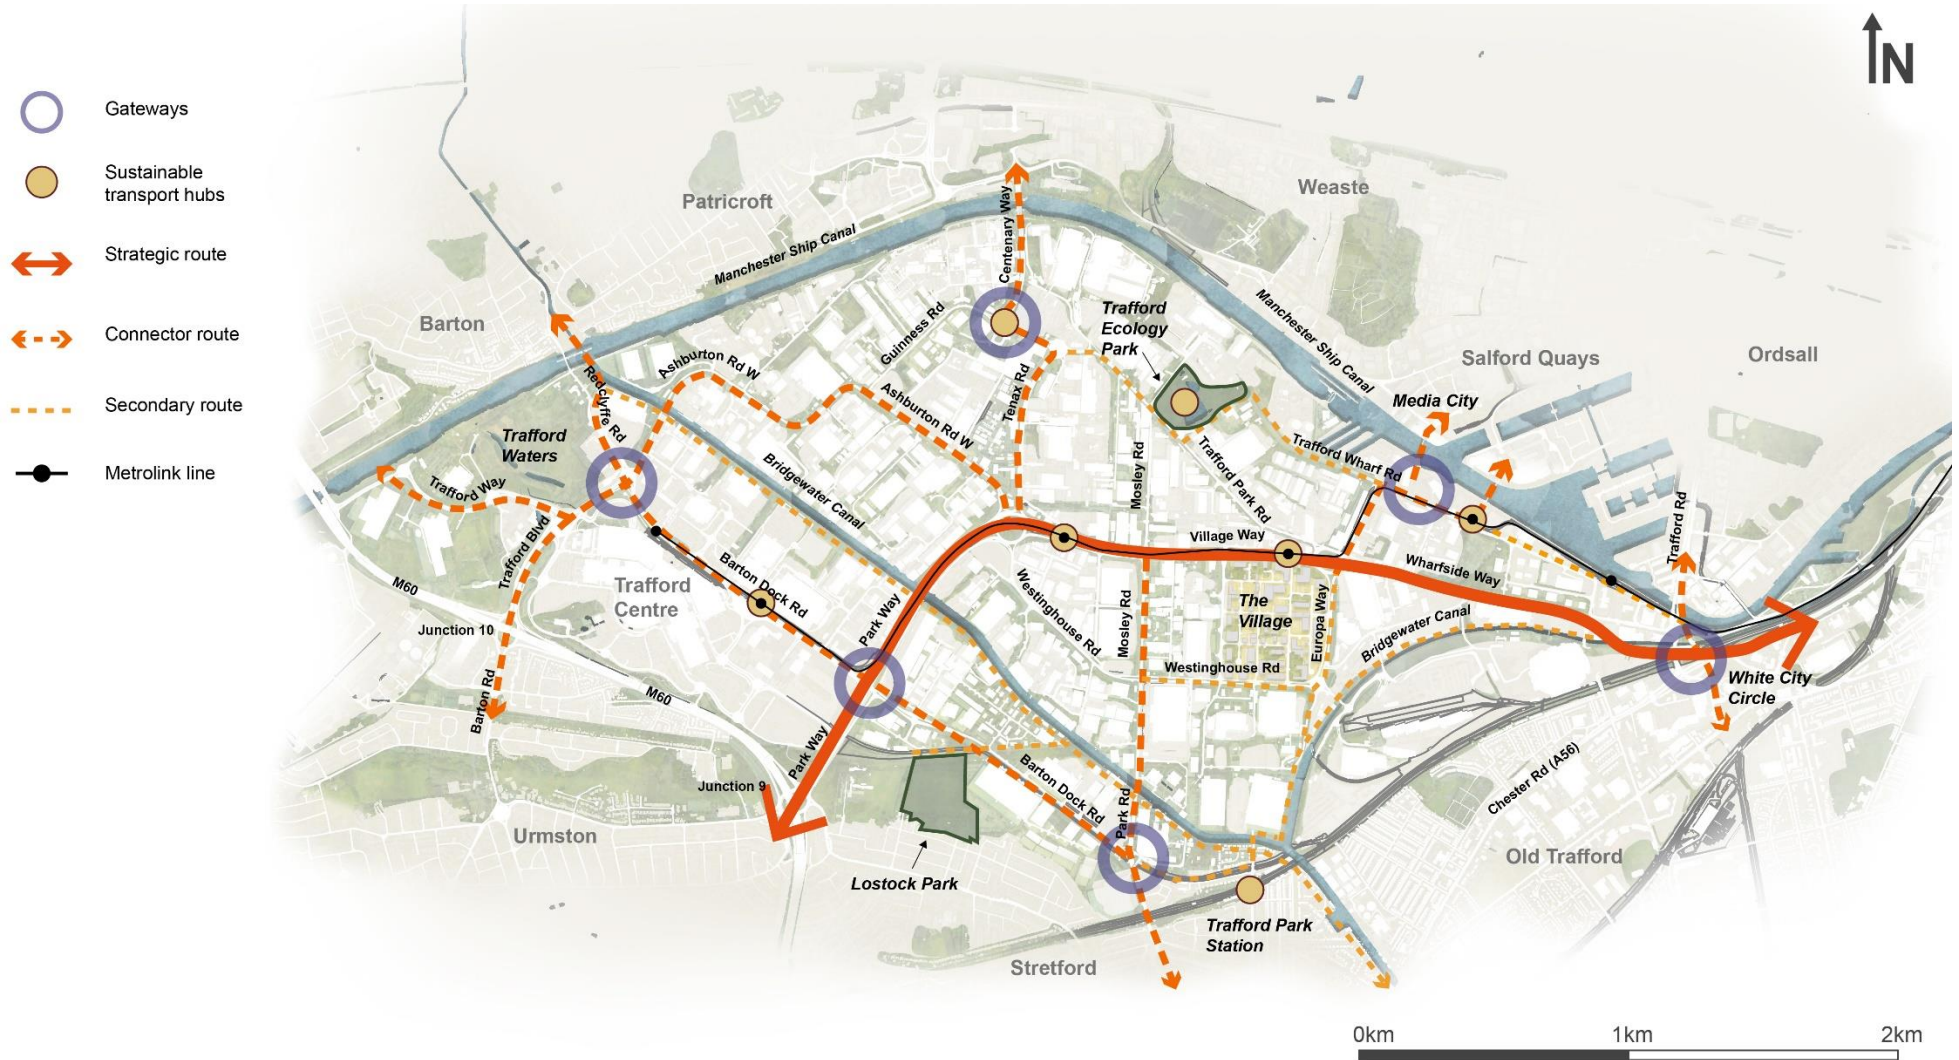 N
Gateways
Sustainable
transport hubs
Strategic route
Connector route
Secondary route
Metrolink line
Patricroft
Weaste
Barton
Salford Quays
Ordsall
Manchester Ship Canal
Centenary Way
Manchester Ship Canal
Guinness Rd
Trafford
Ecology
Park
Redclyffe Rd
Ashburton Rd W
Ashburton Rd W
Tenax Rd
Media City
Trafford
Waters
Trafford Way
Bridgewater Canal
Mosley Rd
Trafford Park Rd
Trafford Wharf Rd
Trafford Rd
Trafford Blvd
Village Way
Wharfside Way
M60
Trafford
Centre
Barton Dock Rd
Park Way
Westinghouse Rd
Mosley Rd
The
Village
Europa Way
Bridgewater Canal
Junction 10
Westinghouse Rd
Barton Rd
M60
White City
Circle
Park Way
Junction 9
Barton Dock Rd
Park Rd
Chester Rd (A56)
Urmston
Lostock Park
Old Trafford
Trafford Park
Station
Stretford
0km
1km
2km